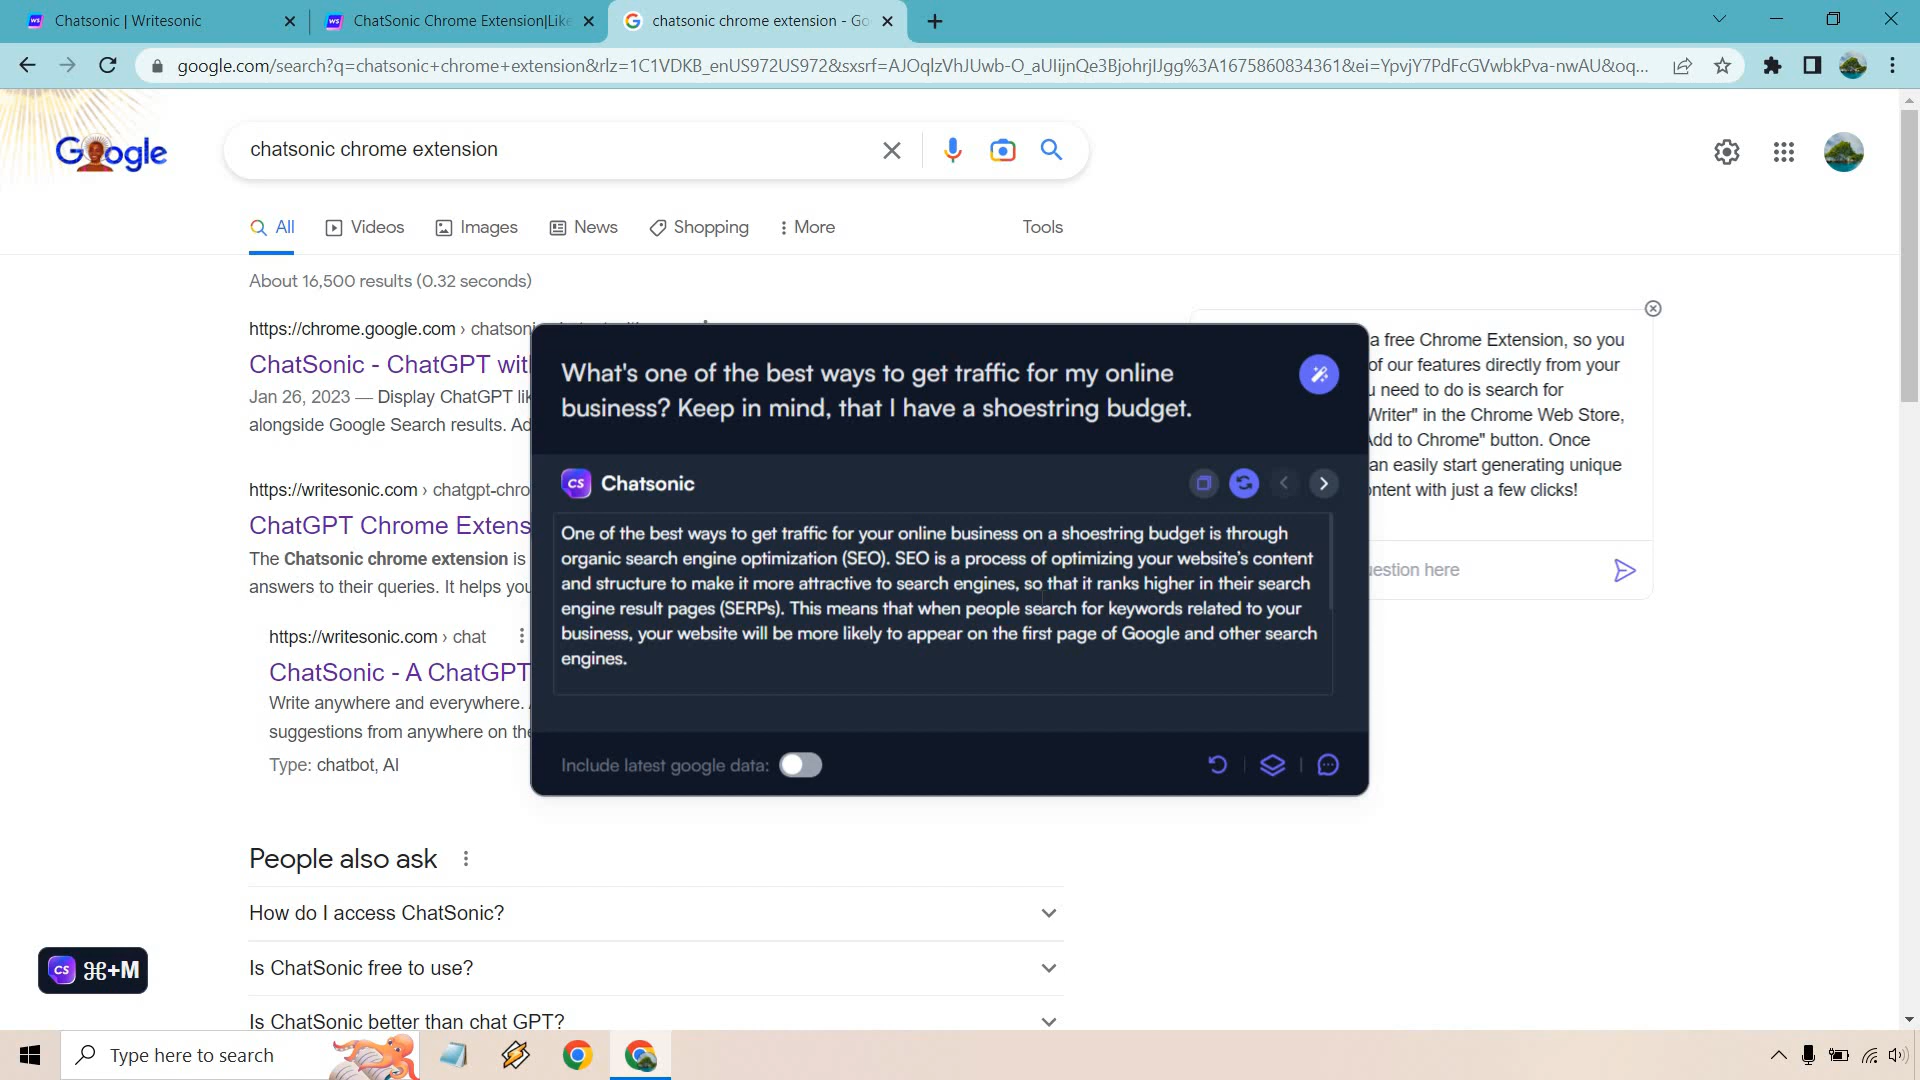 Chatsonic | Writesonic
ChatSonic Chrome Extension|Like
chatsonic chrome extension - Go
google.com/search?q=chatsonic+chrome+extension&rlz=1C1VDKB_enUS972US972&sxsrf=AJOqlzVhJUwb-O_aUIijnQe3BjohrjIJgg%3A1675860834361&ei=YpvjY7PdFcGVwbkPva-nwAU&oq...
Google
chatsonic chrome extension
All
Videos
Images
News
Shopping
More
Tools
About 16,500 results (0.32 seconds)
https://chrome.google.com › chatsoni
ChatSonic - ChatGPT wit
Jan 26, 2023 — Display ChatGPT lik
alongside Google Search results. Ad
https://writesonic.com › chatgpt-chro
ChatGPT Chrome Extens
The Chatsonic chrome extension is
answers to their queries. It helps you
https://writesonic.com › chat
ChatSonic - A ChatGPT
Write anywhere and everywhere.
suggestions from anywhere on the
Type: chatbot, AI
What's one of the best ways to get traffic for my online
business? Keep in mind, that I have a shoestring budget.
CS Chatsonic
One of the best ways to get traffic for your online business on a shoestring budget is through
organic search engine optimization (SEO). SEO is a process of optimizing your website's content
and structure to make it more attractive to search engines, so that it ranks higher in their search
engine result pages (SERPs). This means that when people search for keywords related to your
business, your website will be more likely to appear on the first page of Google and other search
engines.
Include latest google data:
a free Chrome Extension, so you
of our features directly from your
u need to do is search for
Writer" in the Chrome Web Store,
Add to Chrome" button. Once
an easily start generating unique
ntent with just a few clicks!
uestion here
People also ask
How do I access ChatSonic?
Is ChatSonic free to use?
Is ChatSonic better than chat GPT?
CS ⌘+M
Type here to search